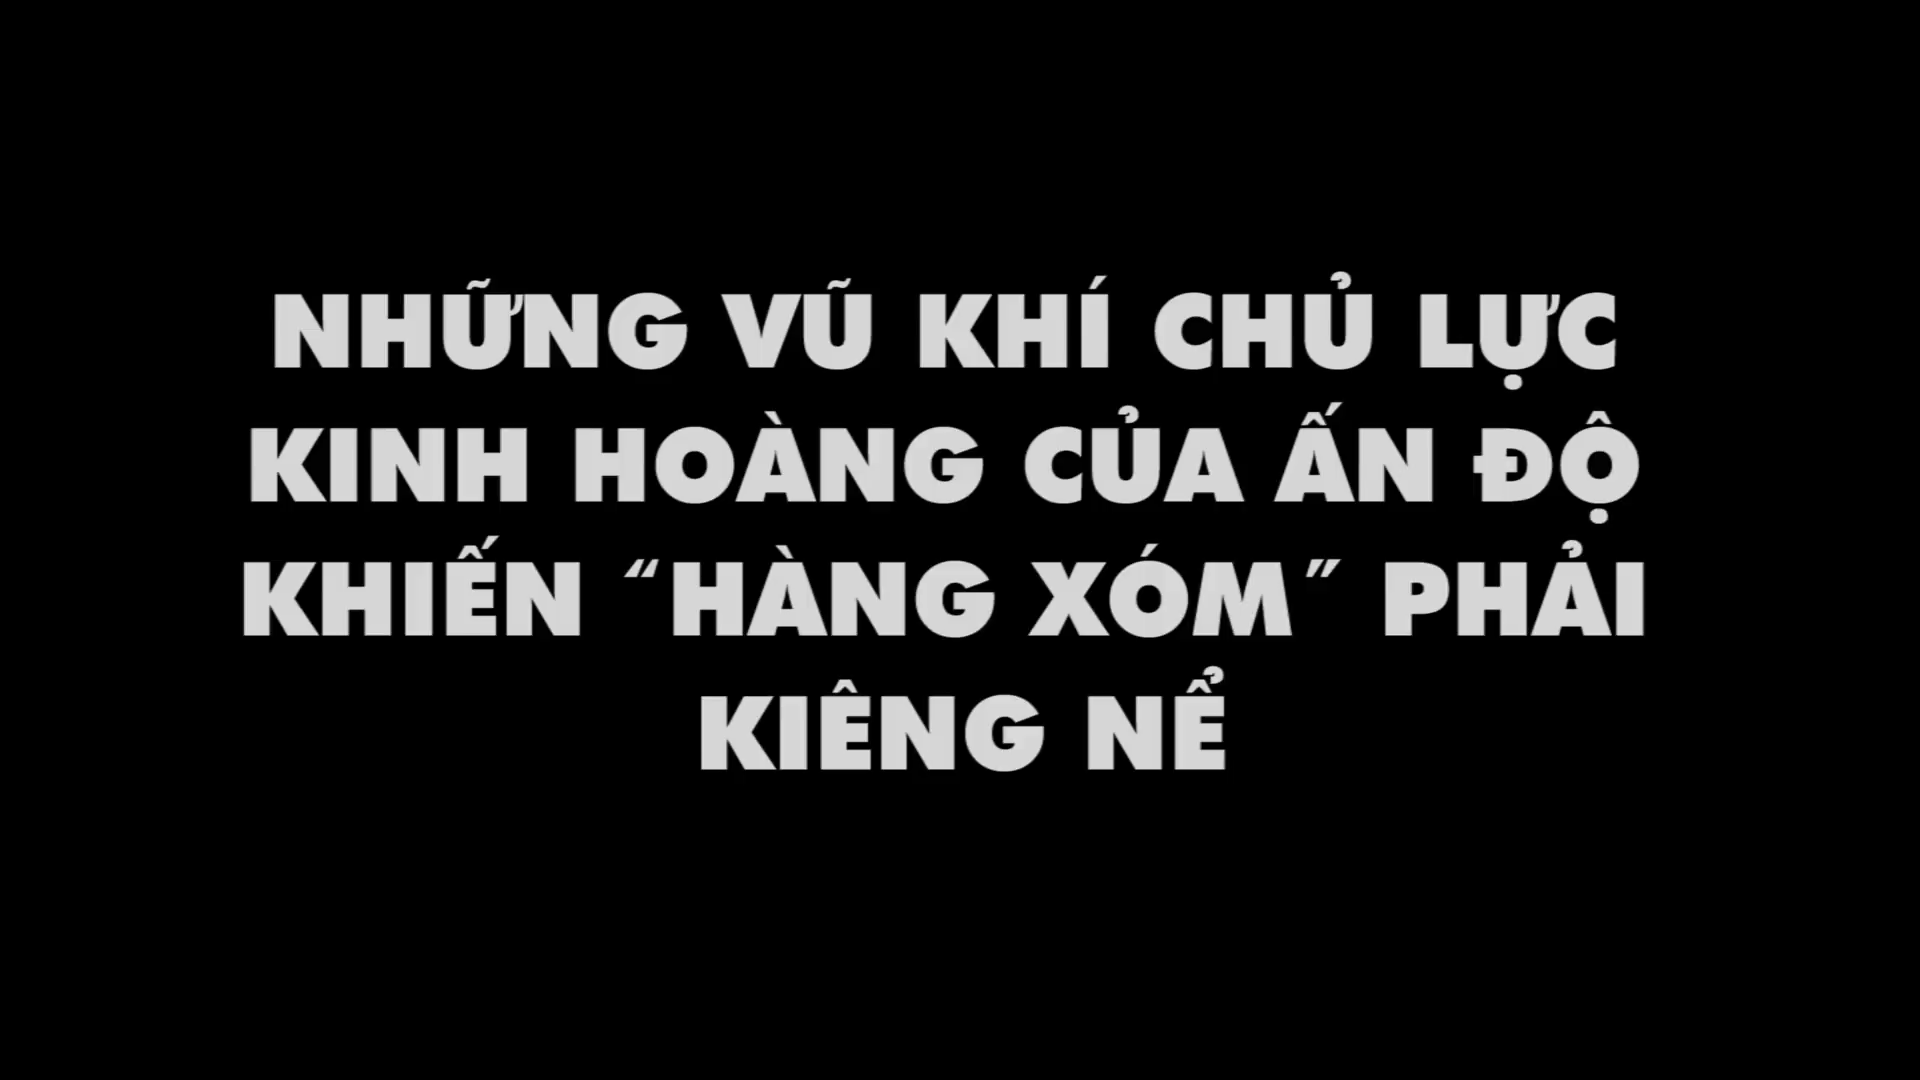 NHỮNG VŨ KHÍ CHỦ LỰC
KINH HOÀNG CỦA ẤN ĐỘ
KHIẾN “HÀNG XÓM” PHẢI
KIÊNG NỂ